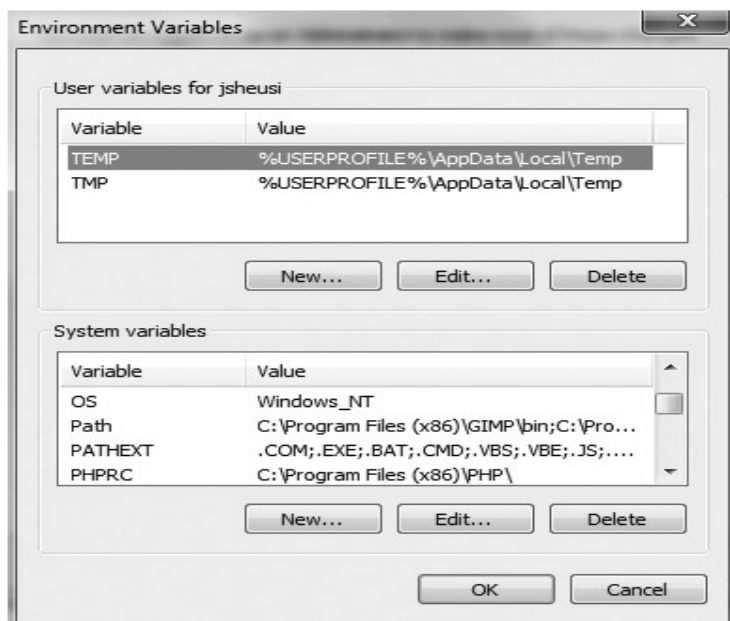 Environment Variables
User variables for jsheusi
Variable Value
TEMP %USERPROFILE%\AppData\Local\Temp
TMP %USERPROFILE%\AppData\Local\Temp
New... Edit... Delete
System variables
Variable Value
OS Windows_NT
Path C:\Program Files (x86)\GIMP\bin;C:\Pro...
PATHEXT .COM;.EXE;.BAT;.CMD;.VBS;.VBE;.JS;....
PHPRC C:\Program Files (x86)\PHP\
New... Edit... Delete
OK Cancel